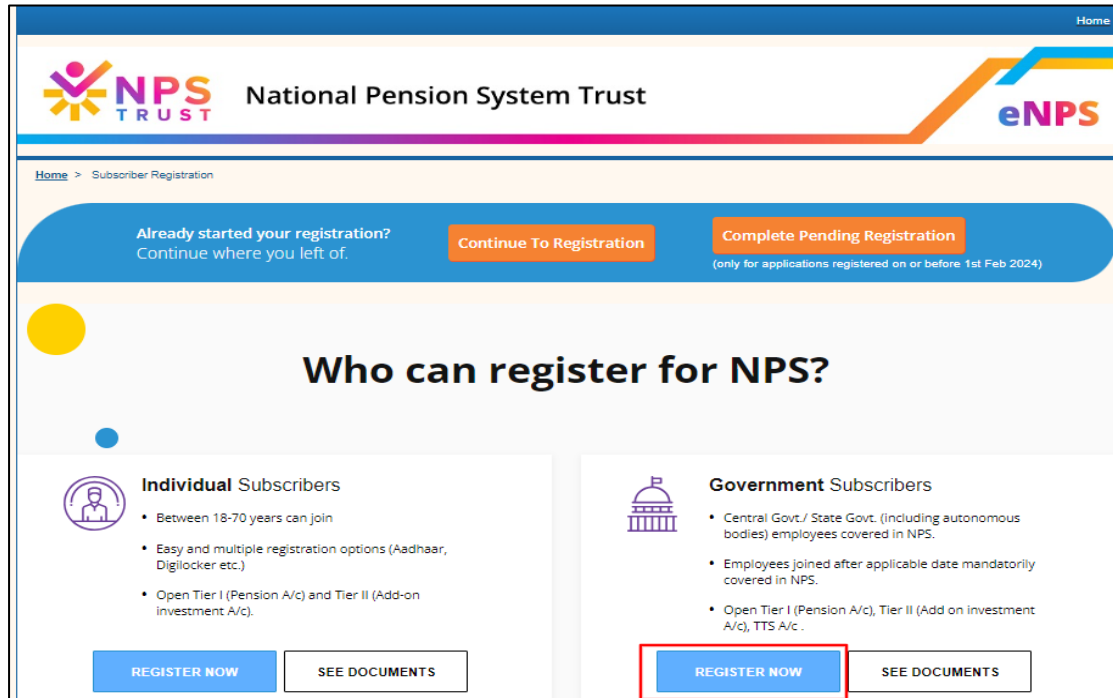 Home
NPS
TRUST
National Pension System Trust
eNPS
Home > Subscriber Registration
Already started your registration?
Continue where you left of.
Continue To Registration
Complete Pending Registration
(only for applications registered on or before 1st Feb 2024)
Who can register for NPS?
Individual Subscribers
• Between 18-70 years can join
• Easy and multiple registration options (Aadhaar,
Digilocker etc.)
• Open Tier I (Pension A/c) and Tier II (Add-on
investment A/c).
REGISTER NOW
SEE DOCUMENTS
Government Subscribers
• Central Govt./ State Govt. (including autonomous
bodies) employees covered in NPS.
• Employees joined after applicable date mandatorily
covered in NPS.
• Open Tier I (Pension A/c), Tier II (Add on investment
A/c), TTS A/c .
REGISTER NOW
SEE DOCUMENTS